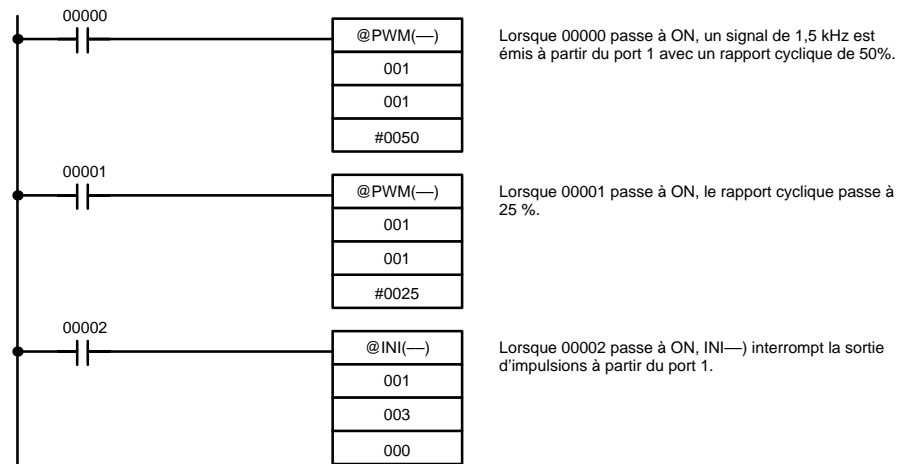 00000
@PWM(––)
001
001
#0050
Lorsque 00000 passe à ON, un signal de 1,5 kHz est
émis à partir du port 1 avec un rapport cyclique de 50%.
00001
@PWM(––)
001
001
#0025
Lorsque 00001 passe à ON, le rapport cyclique passe à
25 %.
00002
@INI(––)
001
003
000
Lorsque 00002 passe à ON, INI––) interrompt la sortie
d’impulsions à partir du port 1.